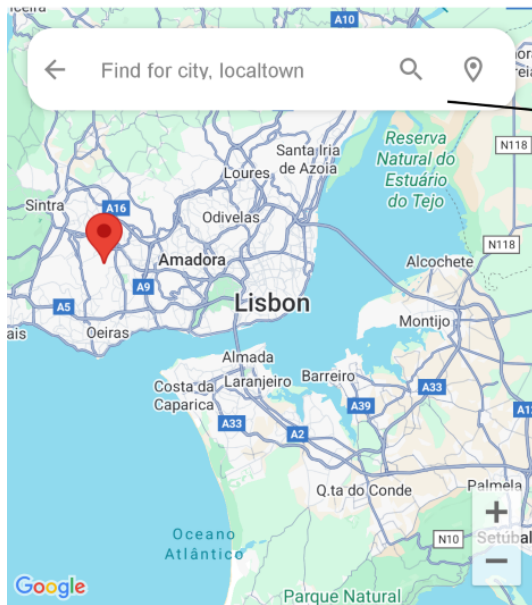 A10
Find for city, localtown
N118
Santa Iria
de Azoia
Reserva
Natural do
Estuário
do Tejo
Loures
Sintra
A16
Odivelas
N118
Amadora
Alcochete
A9
A5
Lisbon
Oeiras
Montijo
Almada
Costa da
Caparica
Laranjeiro
Barreiro
A33
A33
A39
A2
Q.ta do Conde
Palmela
+
N10
Setúbal
−
Oceano
Atlântico
Google
Parque Natural